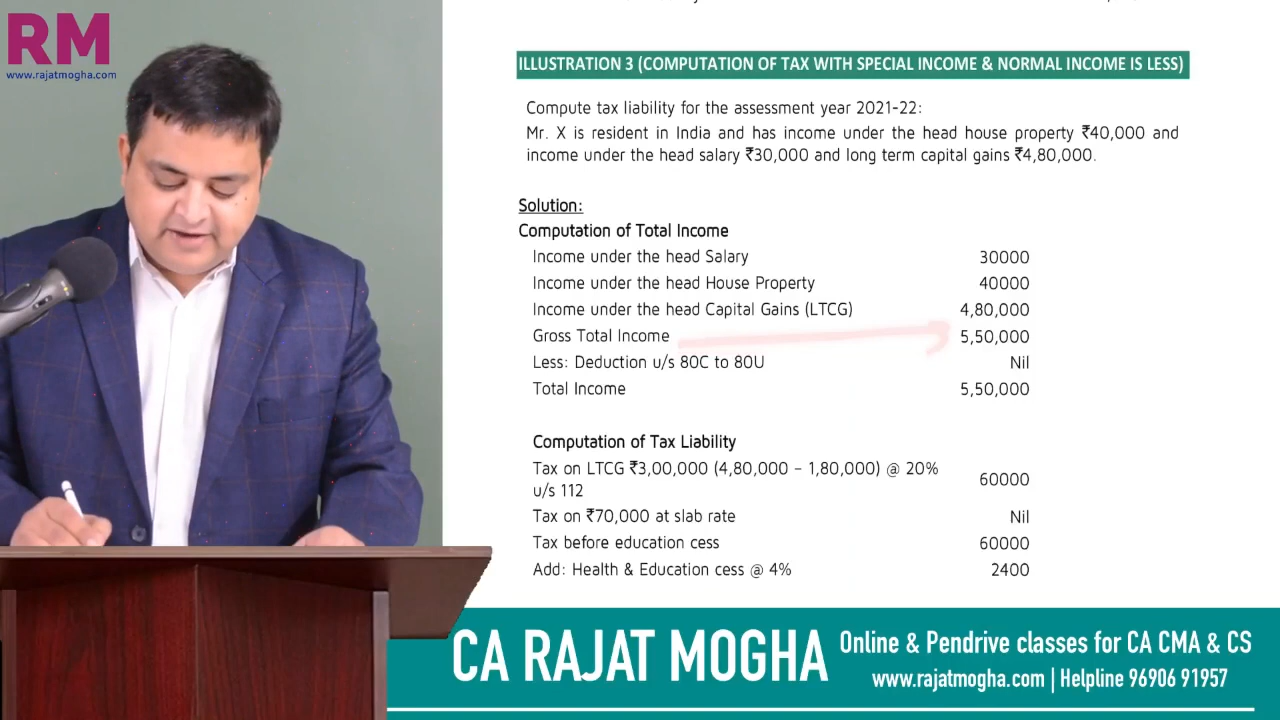 RM
www.rajatmogha.com
ILLUSTRATION 3 (COMPUTATION OF TAX WITH SPECIAL INCOME & NORMAL INCOME IS LESS)
Compute tax liability for the assessment year 2021-22:
Mr. X is resident in India and has income under the head house property ₹40,000 and
income under the head salary ₹30,000 and long term capital gains ₹4,80,000.
Solution:
Computation of Total Income
Income under the head Salary 30000
Income under the head House Property 40000
Income under the head Capital Gains (LTCG) 4,80,000
Gross Total Income 5,50,000
Less: Deduction u/s 80C to 80U Nil
Total Income 5,50,000
Computation of Tax Liability
Tax on LTCG ₹3,00,000 (4,80,000 – 1,80,000) @ 20%
u/s 112 60000
Tax on ₹70,000 at slab rate Nil
Tax before education cess 60000
Add: Health & Education cess @ 4% 2400
CA RAJAT MOGHA
Online & Pendrive classes for CA CMA & CS
www.rajatmogha.com | Helpline 96906 91957